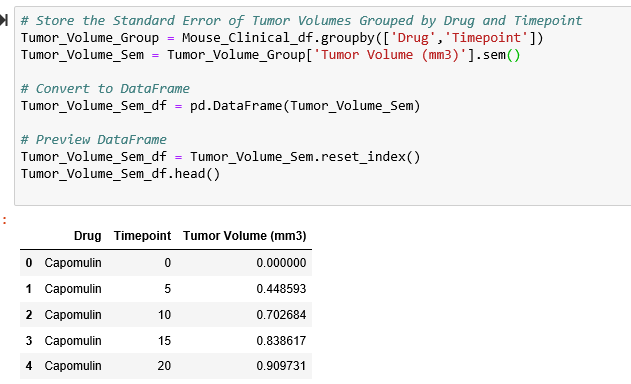 # Store the Standard Error of Tumor Volumes Grouped by Drug and Timepoint
Tumor_Volume_Group = Mouse_Clinical_df.groupby(['Drug','Timepoint'])
Tumor_Volume_Sem = Tumor_Volume_Group['Tumor Volume (mm3)'].sem()
# Convert to DataFrame
Tumor_Volume_Sem_df = pd.DataFrame(Tumor_Volume_Sem)
# Preview DataFrame
Tumor_Volume_Sem_df = Tumor_Volume_Sem.reset_index()
Tumor_Volume_Sem_df.head()
:
Drug Timepoint Tumor Volume (mm3)
0 Capomulin 0 0.000000
1 Capomulin 5 0.448593
2 Capomulin 10 0.702684
3 Capomulin 15 0.838617
4 Capomulin 20 0.909731